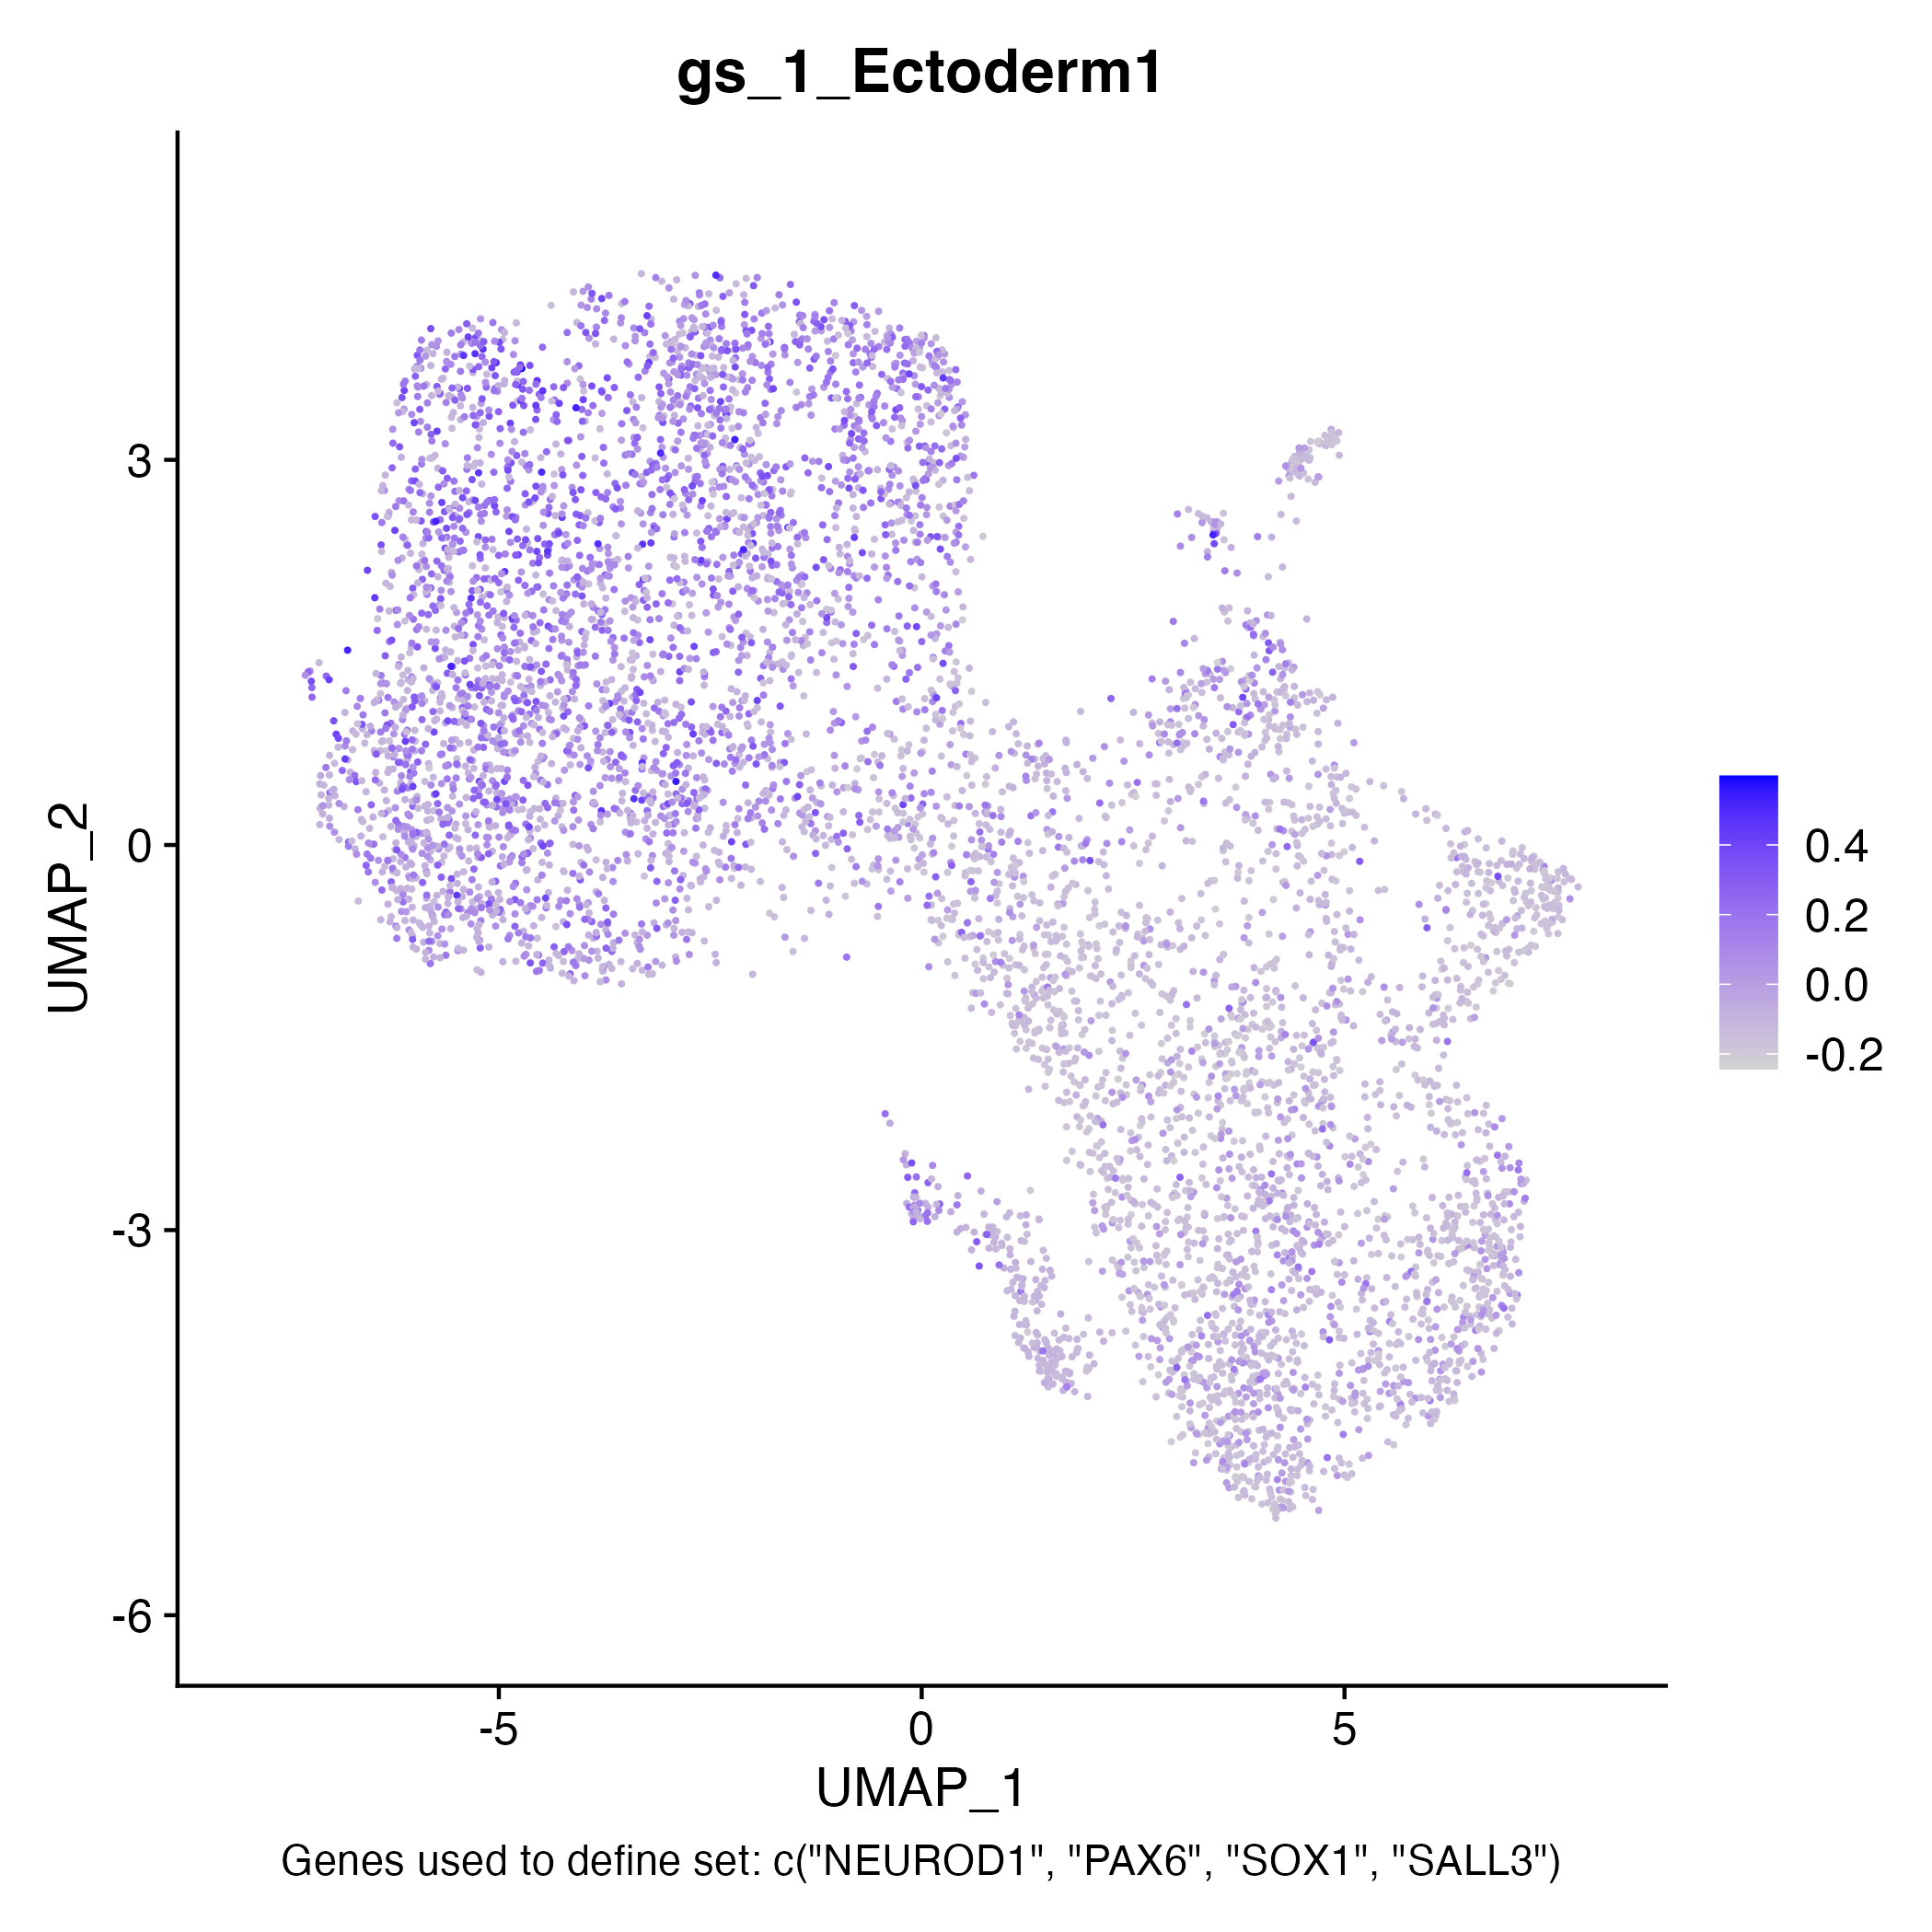 gs_1_Ectoderm1
3
0
-3
-6
UMAP_2
0.4
0.2
0.0
-0.2
-5
0
5
UMAP_1
Genes used to define set: c("NEUROD1", "PAX6", "SOX1", "SALL3")